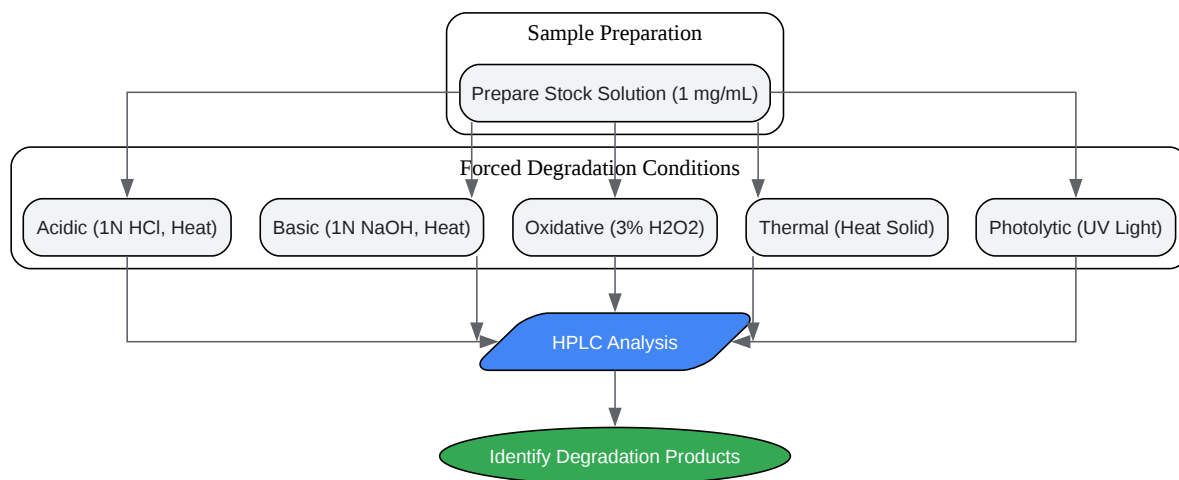 Sample Preparation
Prepare Stock Solution (1 mg/mL)
Forced Degradation Conditions
Acidic (1N HCl, Heat)
Basic (1N NaOH, Heat)
Oxidative (3% H2O2)
Thermal (Heat Solid)
Photolytic (UV Light)
HPLC Analysis
Identify Degradation Products